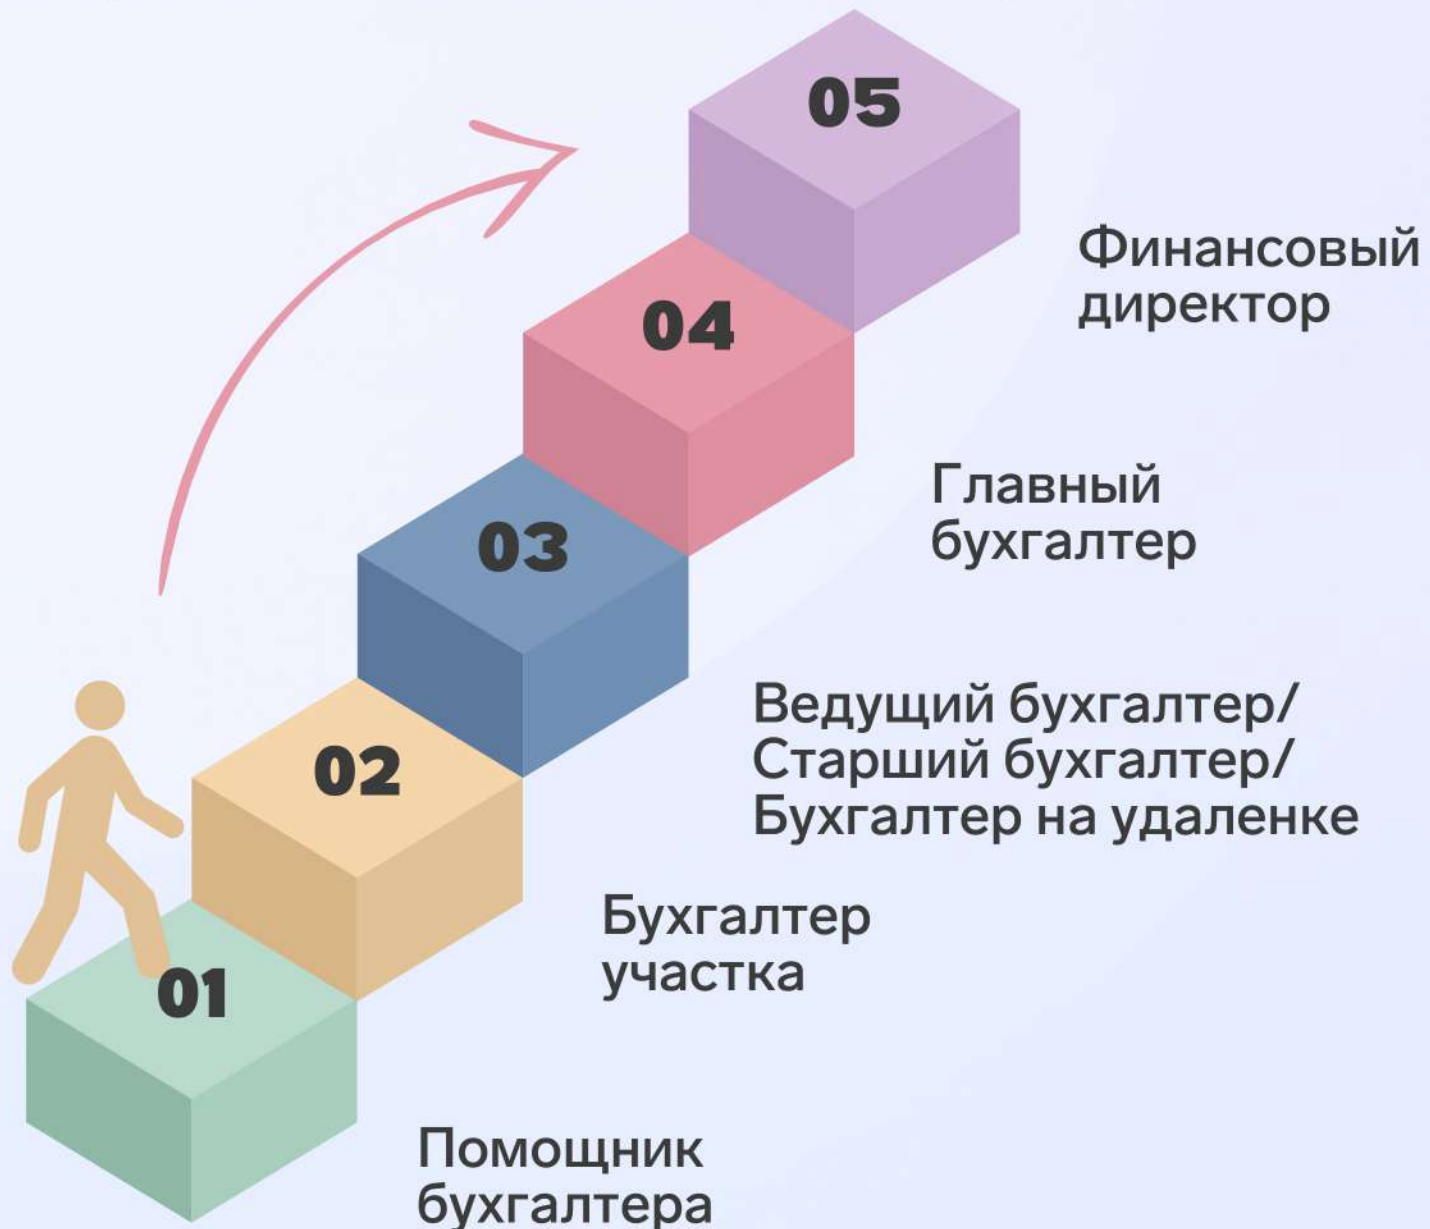 05
Финансовый
директор
04
Главный
бухгалтер
03
Ведущий бухгалтер/
Старший бухгалтер/
Бухгалтер на удаленке
02
Бухгалтер
участка
01
Помощник
бухгалтера